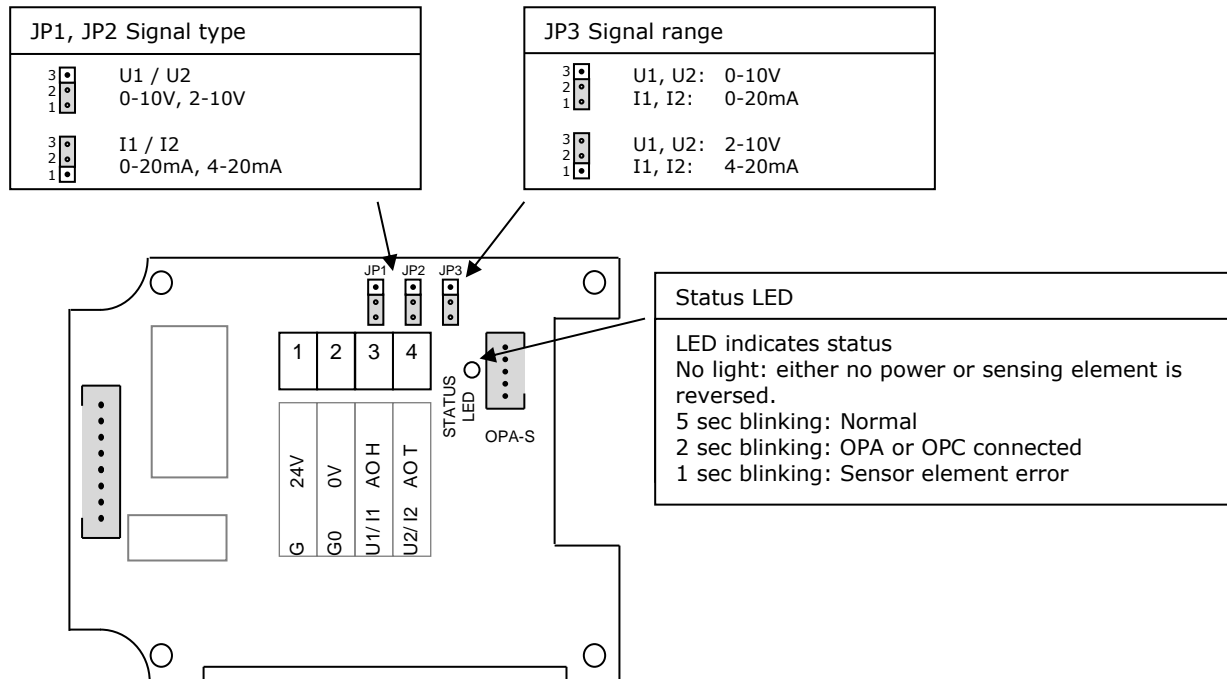 JP1, JP2 Signal type
3
2
1
U1 / U2
0-10V, 2-10V
3
2
1
I1 / I2
0-20mA, 4-20mA
JP3 Signal range
3
2
1
U1, U2: 0-10V
I1, I2: 0-20mA
3
2
1
U1, U2: 2-10V
I1, I2: 4-20mA
JP1 JP2 JP3
1 2 3 4
STATUS
LED
OPA-S
G 24V
G0 0V
U1/ I1 AO H
U2/ I2 AO T
Status LED
LED indicates status
No light: either no power or sensing element is
reversed.
5 sec blinking: Normal
2 sec blinking: OPA or OPC connected
1 sec blinking: Sensor element error